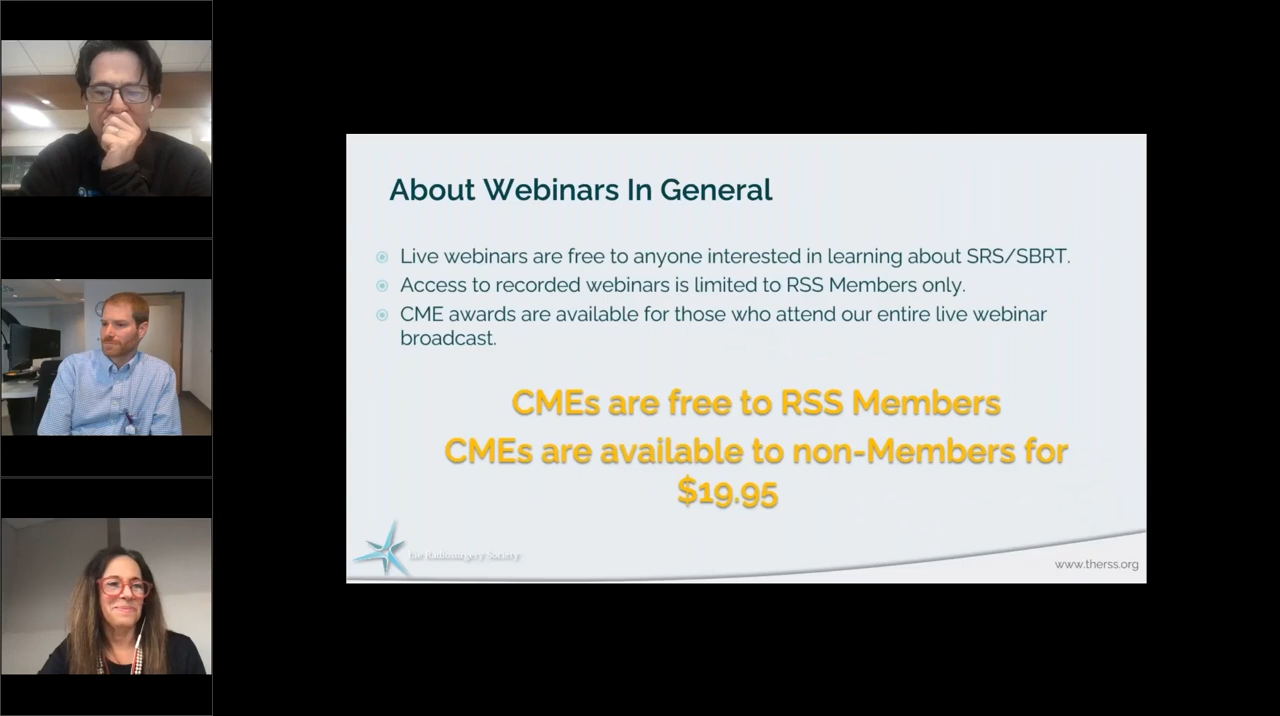 About Webinars In General
Live webinars are free to anyone interested in learning about SRS/SBRT.
Access to recorded webinars is limited to RSS Members only.
CME awards are available for those who attend our entire live webinar
broadcast.
CMEs are free to RSS Members
CMEs are available to non-Members for
$19.95
The Radiosurgery Society
www.therss.org